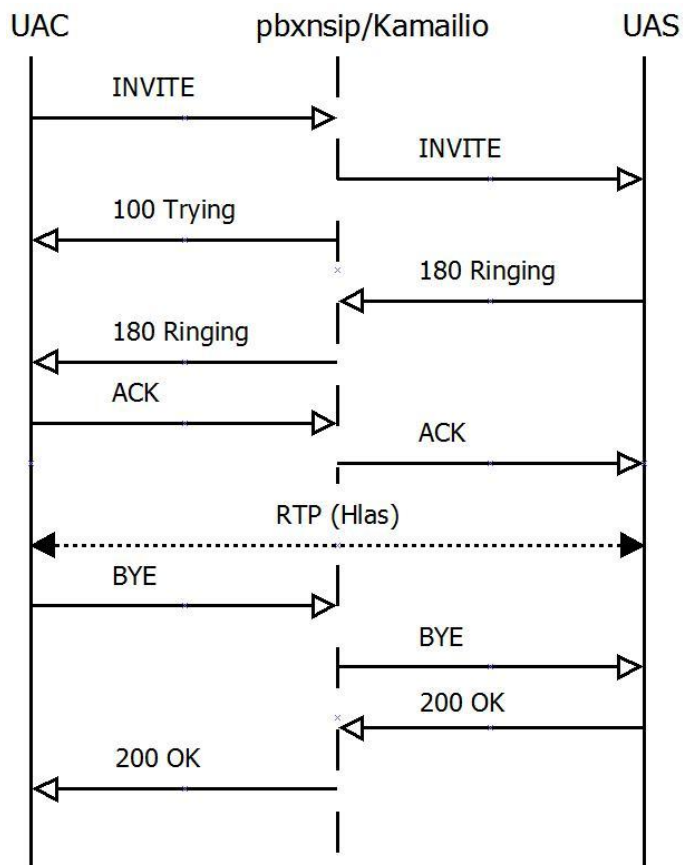 UAC pbxnsip/Kamailio UAS
INVITE
INVITE
100 Trying
180 Ringing
180 Ringing
ACK
ACK
RTP (Hlas)
BYE
BYE
200 OK
200 OK